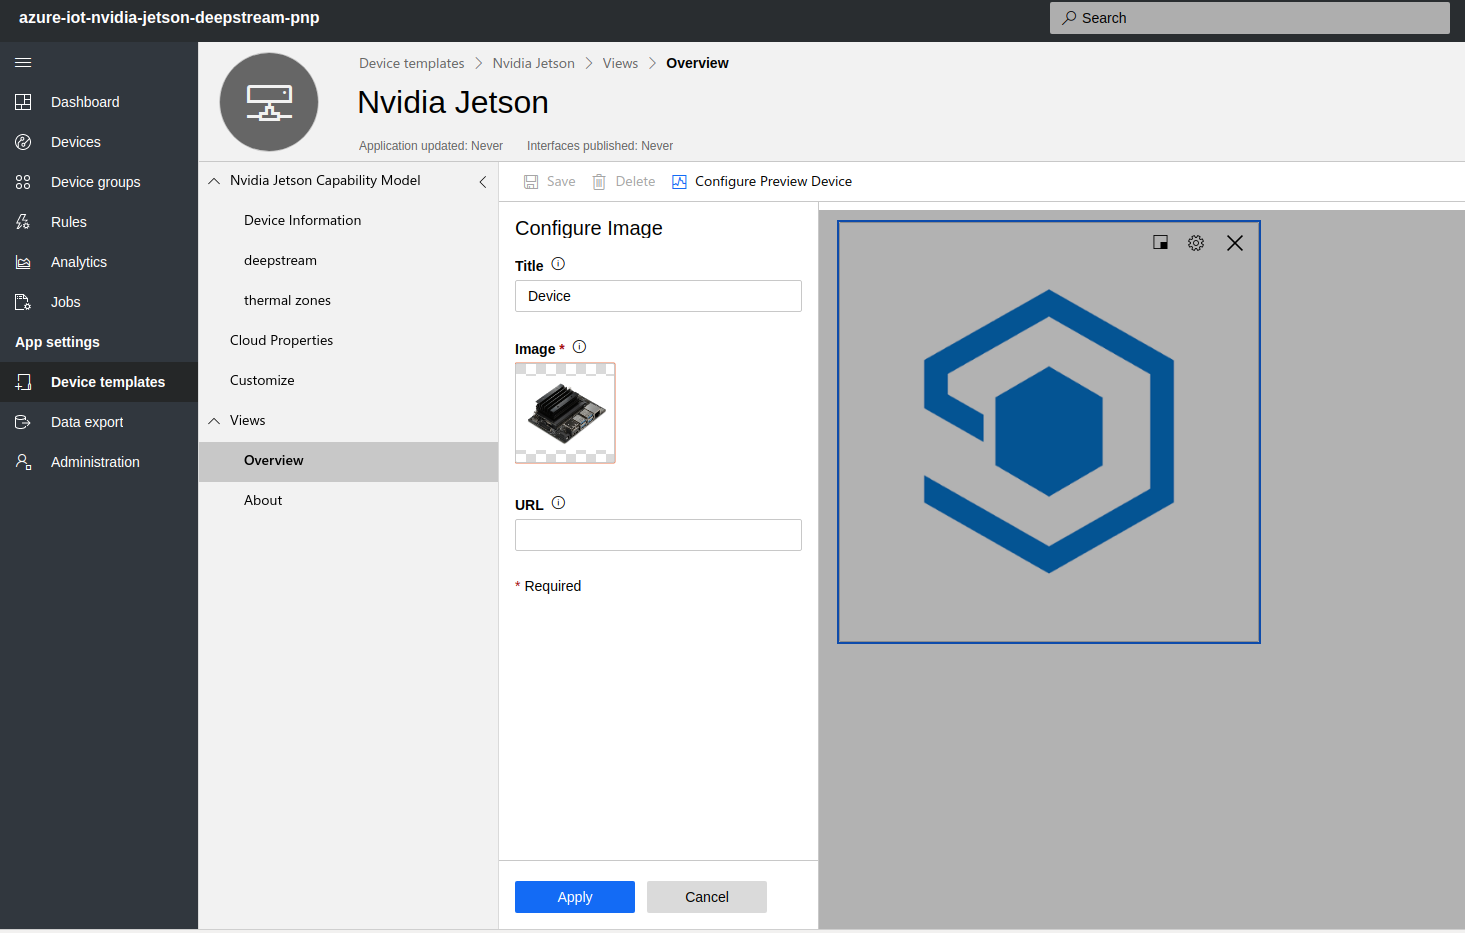 azure-iot-nvidia-jetson-deepstream-pnp
Search
Dashboard
Devices
Device groups
Rules
Analytics
Jobs
App settings
Device templates
Data export
Administration
Device templates > Nvidia Jetson > Views > Overview
Nvidia Jetson
Application updated: Never Interfaces published: Never
Nvidia Jetson Capability Model
Device Information
deepstream
thermal zones
Cloud Properties
Customize
Views
Overview
About
Save Delete Configure Preview Device
Configure Image
Title
Device
Image *
URL
* Required
Apply Cancel